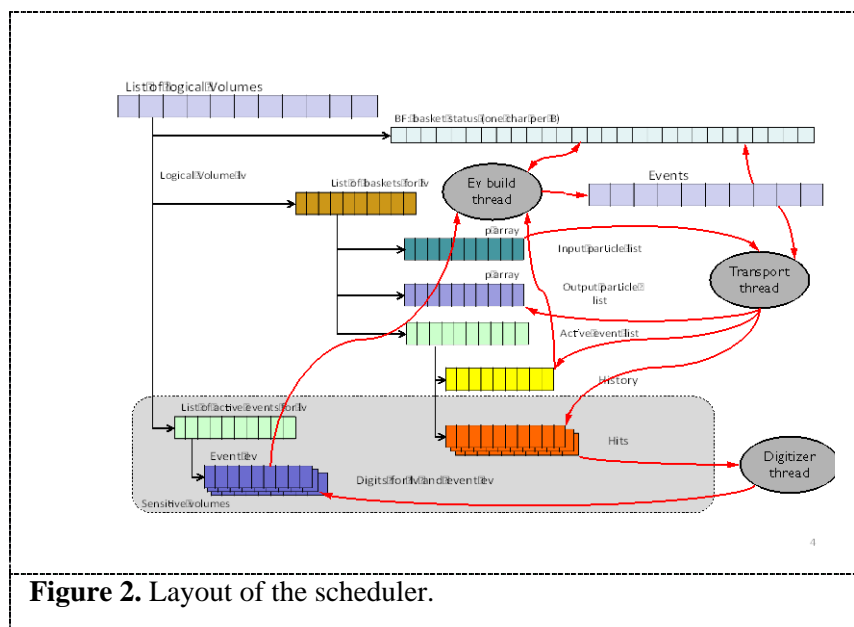 List of logical Volumes
BF: basket status (one char per B)
Logical Volume lv
List of baskets for lv
Ev build
thread
Events
p array
Input particle list
Transport
thread
p array
Output particle
list
Active event list
History
List of active events for lv
Hits
Event ev
Digitizer
thread
Digits for lv and event ev
Sensitive volumes
4
Figure 2. Layout of the scheduler.